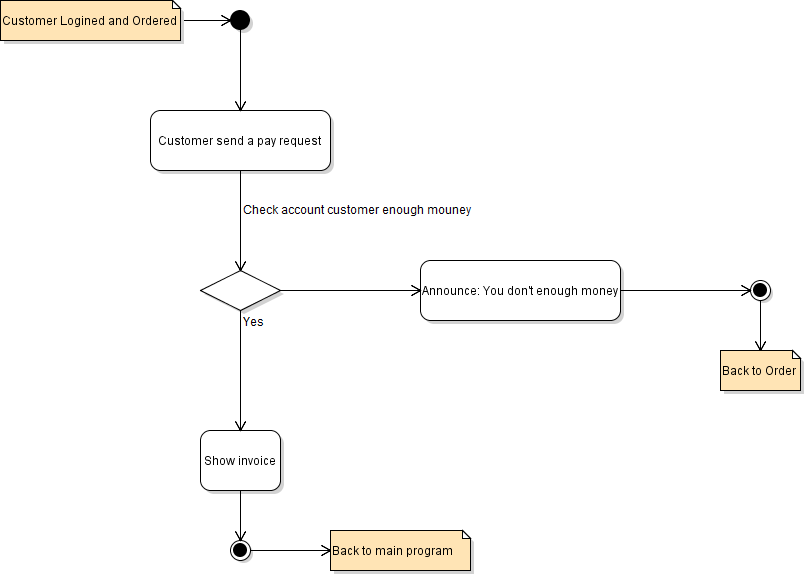 Customer Logined and Ordered
Customer send a pay request
Check account customer enough mouney
Announce: You don't enough money
Yes
Back to Order
Show invoice
Back to main program